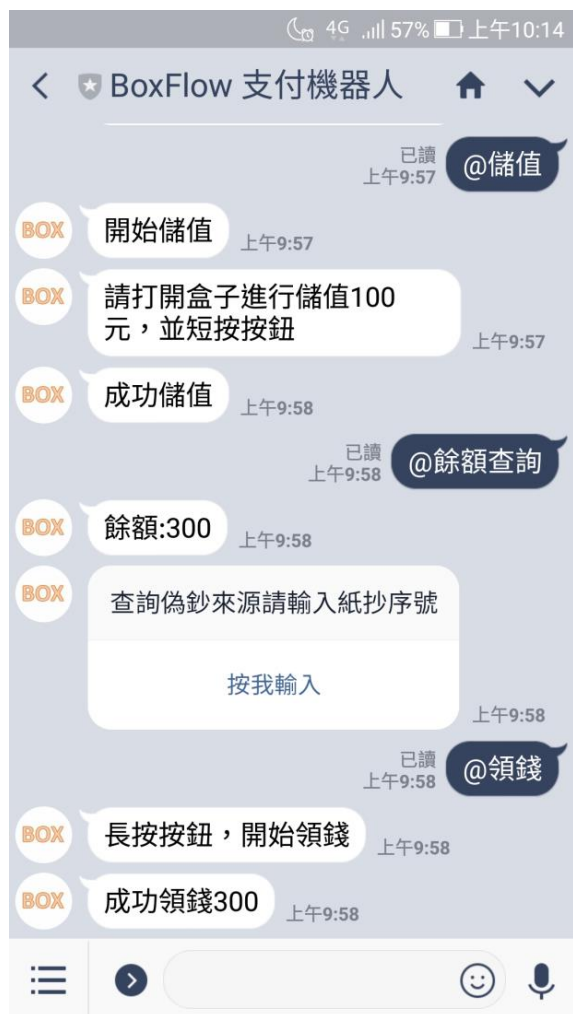 4G 57% 上午10:14
BoxFlow 支付機器人
已讀
上午9:57
@儲值
BOX
開始儲值
上午9:57
BOX
請打開盒子進行儲值100
元，並短按按鈕
上午9:57
BOX
成功儲值
上午9:58
已讀
上午9:58
@餘額查詢
BOX
餘額:300
上午9:58
BOX
查詢偽鈔來源請輸入紙抄序號
按我輸入
上午9:58
已讀
上午9:58
@領錢
BOX
長按按鈕，開始領錢
上午9:58
BOX
成功領錢300
上午9:58